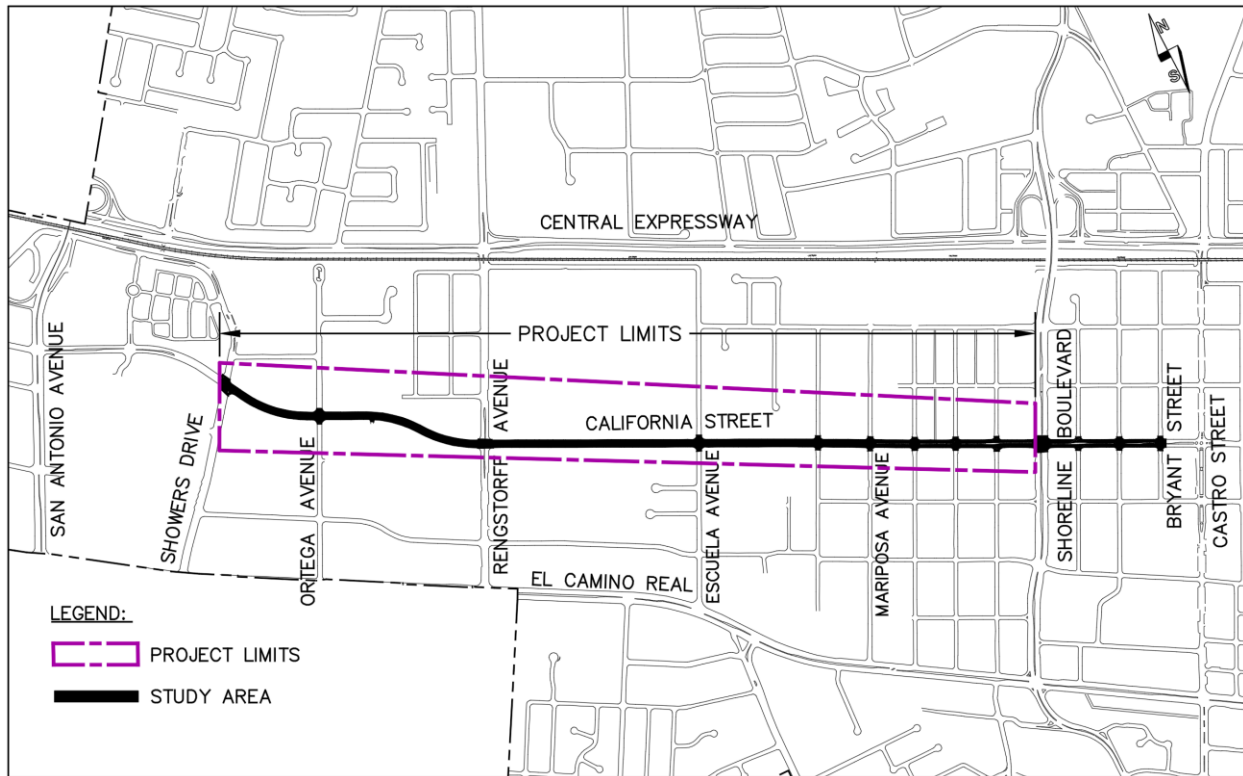 N
S
CENTRAL EXPRESSWAY
PROJECT LIMITS
CALIFORNIA STREET
SAN ANTONIO AVENUE
SHOWERS DRIVE
ORTEGA AVENUE
RENGSTORFF AVENUE
ESCUELA AVENUE
MARIPOSA AVENUE
SHORELINE BOULEVARD
BRYANT STREET
CASTRO STREET
EL CAMINO REAL
LEGEND:
PROJECT LIMITS
STUDY AREA